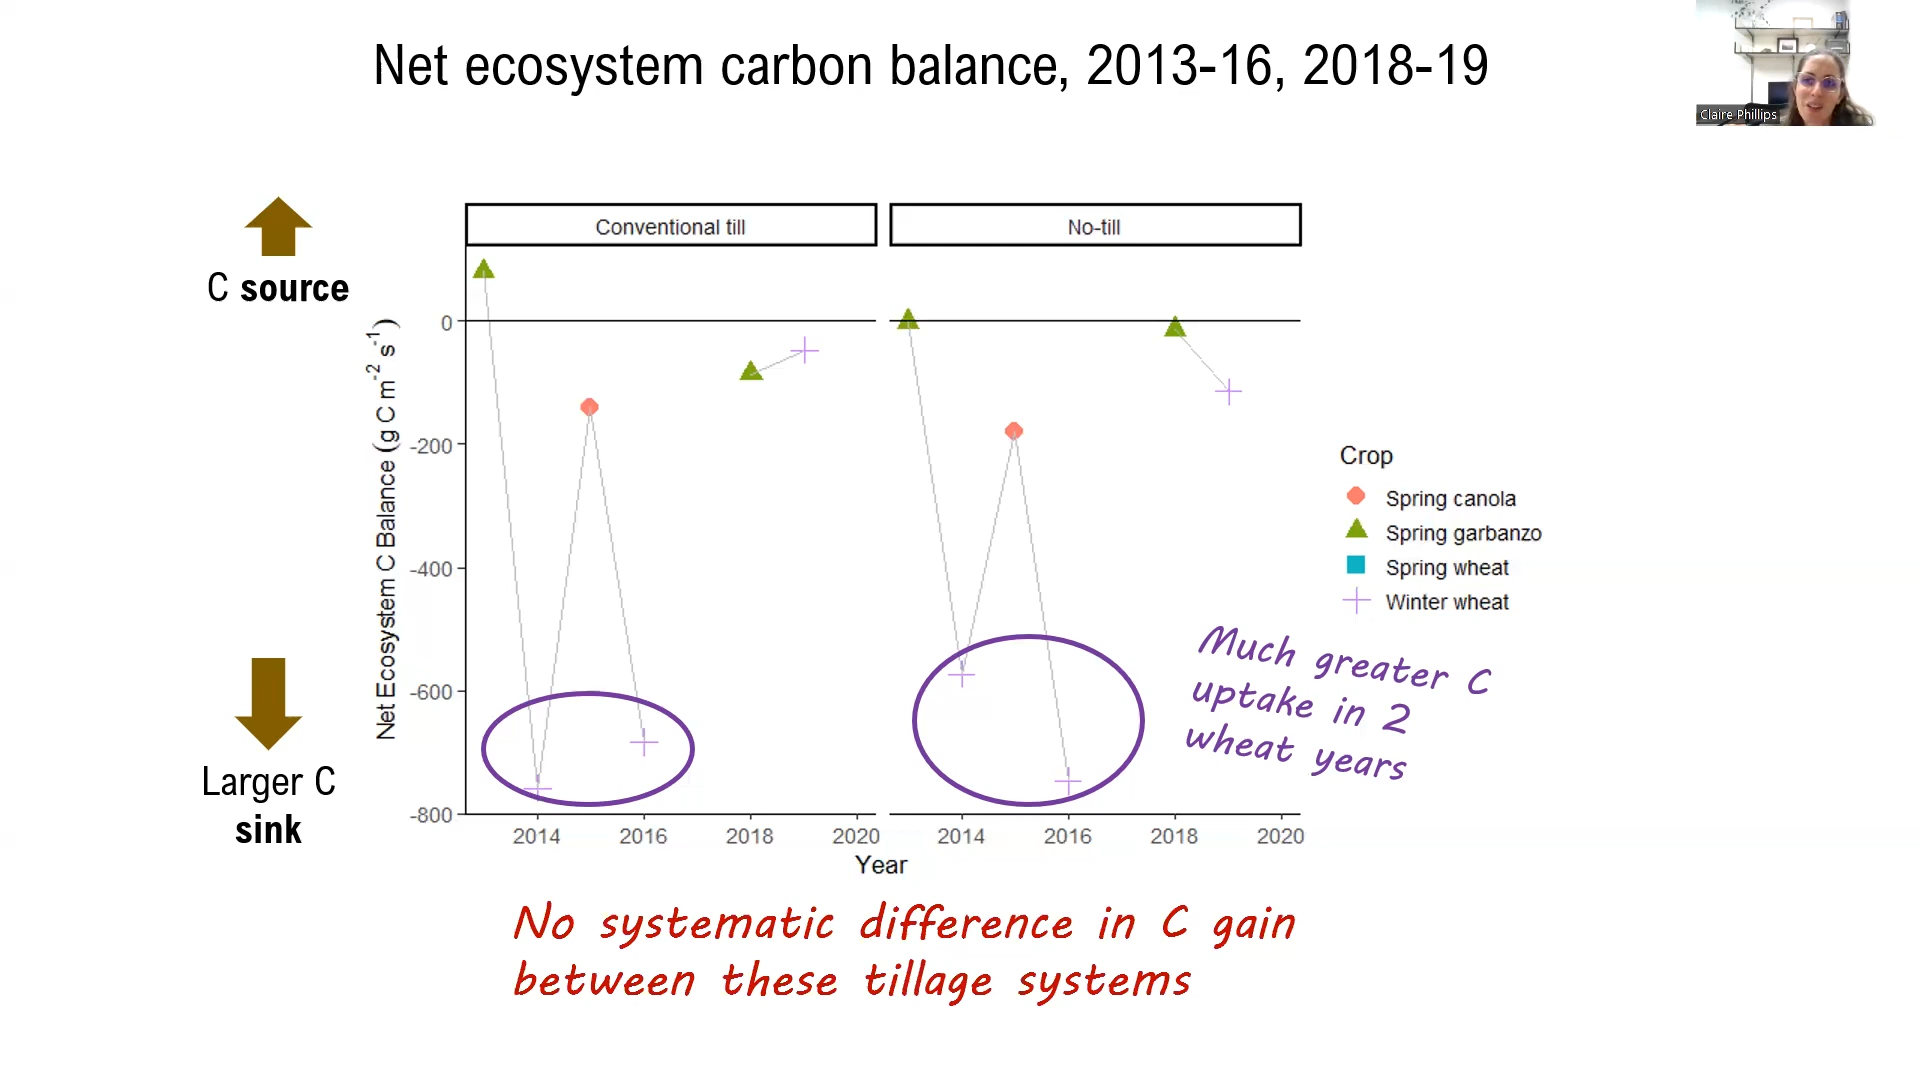 Net ecosystem carbon balance, 2013-16, 2018-19
Claire Phillips
C source
Larger C
sink
Conventional till
No-till
Net Ecosystem C Balance (g C m⁻² s⁻¹)
0
-200
-400
-600
-800
2014
2016
2018
2020
2014
2016
2018
2020
Year
Crop
Spring canola
Spring garbanzo
Spring wheat
Winter wheat
Much greater C
uptake in 2
wheat years
No systematic difference in C gain
between these tillage systems